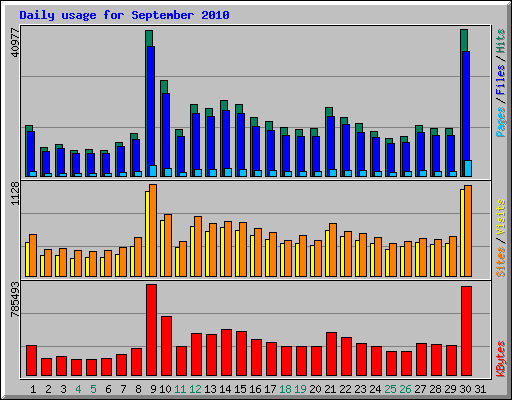 Daily usage for September 2010
40977
Pages / Files / Hits
1128
Sites / Visits
785493
KBytes
1 2 3 4 5 6 7 8 9 10 11 12 13 14 15 16 17 18 19 20 21 22 23 24 25 26 27 28 29 30 31